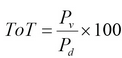 ToT = P_v / P_d × 100